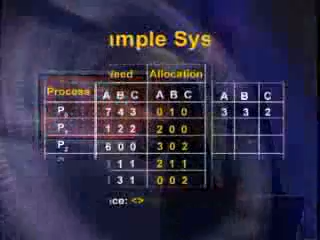 mple Sys
Need Allocation
Process A B C A B C A B C
P0 7 4 3 0 1 0 3 3 2
P 1 2 2 2 0 0
P2 6 0 0 3 0 2
1 1 2 1 1
3 1 0 0 2
ce: <>